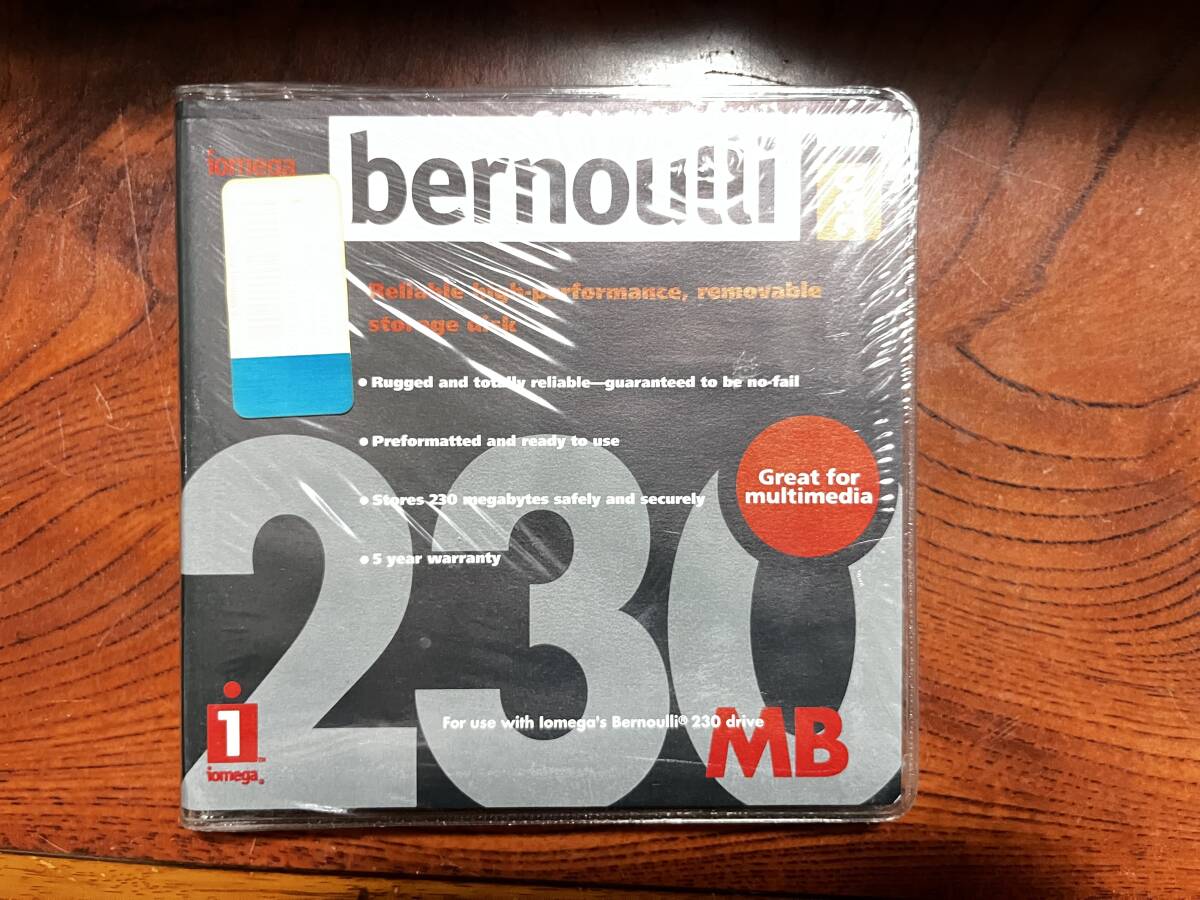 iomega
bernoulli
Reliable high-performance, removable
storage disk
• Rugged and totally reliable—guaranteed to be no-fail
• Preformatted and ready to use
• Stores 230 megabytes safely and securely
• 5 year warranty
Great for
multimedia
230
For use with Iomega's Bernoulli® 230 drive
MB
i
iomega®